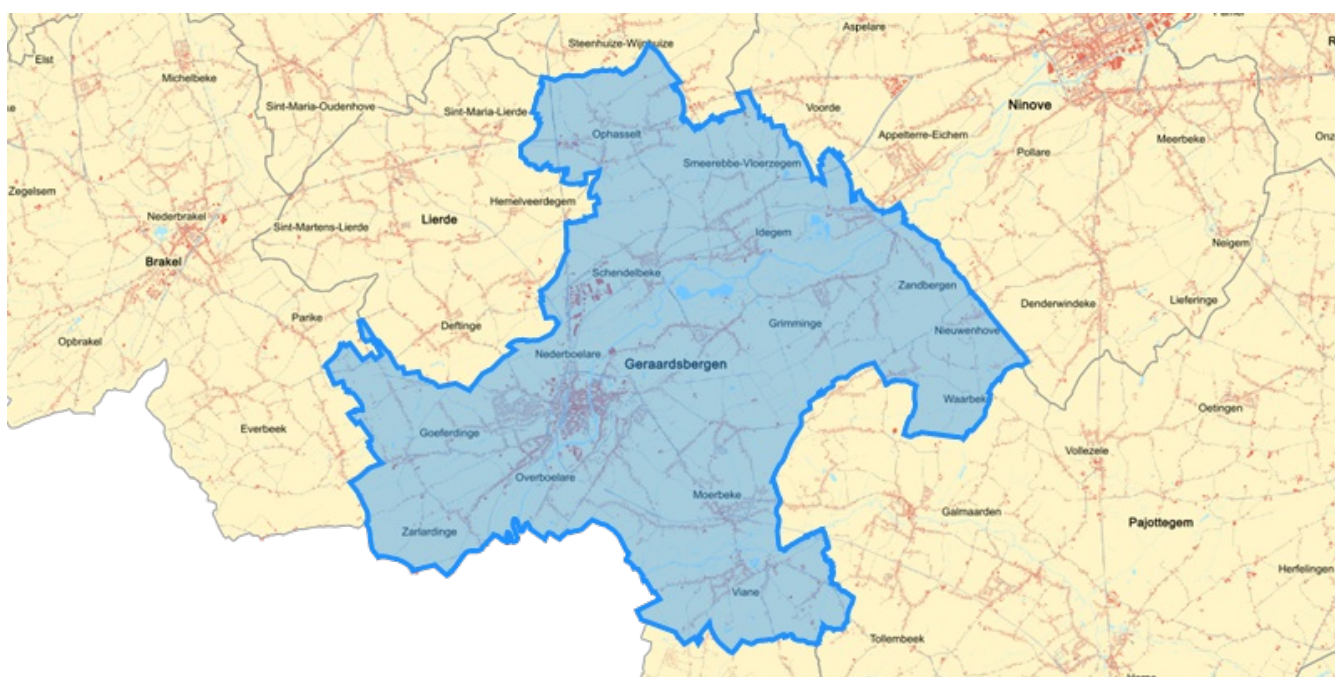 Steenhuize-Wijnhuize
Aspelare
Elst
Michelbeke
Sint-Maria-Oudenhove
Sint-Maria-Lierde
Voorde
Ninove
Ophasselt
Appelterre-Eichem
Meerbeke
Pollare
Smeerebbe-Vloerzegem
Zegelsem
Hemelveerdegem
Nederbrakel
Lierde
Sint-Martens-Lierde
Idegem
Neigem
Brakel
Schendelbeke
Zandbergen
Lieferinge
Denderwindeke
Parike
Deftinge
Grimminge
Nieuwenhove
Opbrakel
Nederboelare
Geraardsbergen
Waarbeke
Oetingen
Everbeek
Goeferdinge
Vollezele
Overboelare
Moerbeke
Galmaarden
Pajottegem
Zarlardinge
Herfelingen
Viane
Tollembeek